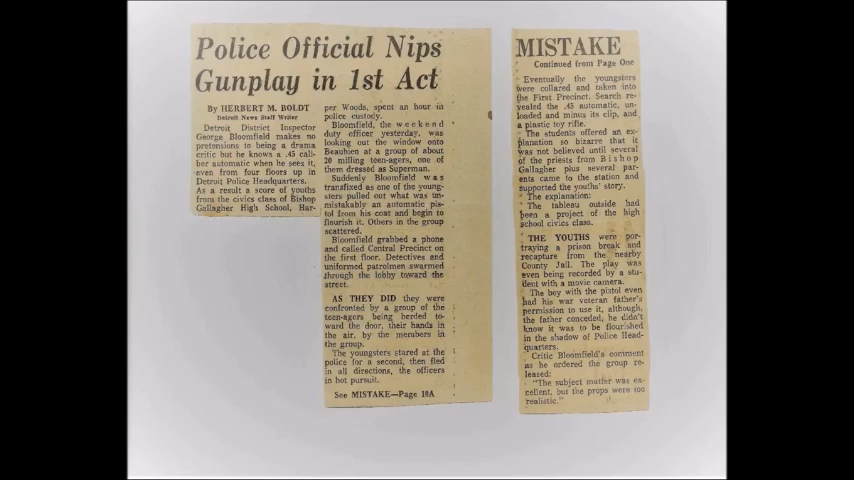 Police Official Nips
Gunplay in 1st Act
By HERBERT M. BOLDT
Detroit News Staff Writer
Detroit District Inspector
George Bloomfield makes no
pretensions to being a drama
critic but he knows a .45 cali-
ber automatic when he sees it,
even from four floors up in
Detroit Police Headquarters.
As a result a score of youths
from the civics class of Bishop
Gallagher High School, Har-
per Woods, spent an hour in
police custody.
Bloomfield, the weekend
duty officer yesterday, was
looking out the window onto
Beaubien at a group of about
20 milling teen-agers, one of
them dressed as Superman.
Suddenly Bloomfield was
transfixed as one of the young-
sters pulled out what was un-
mistakably an automatic pis-
tol from his coat and begin to
flourish it. Others in the group
scattered.
Bloomfield grabbed a phone
and called Central Precinct on
the first floor. Detectives and
uniformed patrolmen swarmed
through the lobby toward the
street.
AS THEY DID they were
confronted by a group of the
teen-agers being herded to-
ward the door, their hands in
the air, by the members in
the group.
The youngsters stared at the
police for a second, then fled
in all directions, the officers
in hot pursuit.
See MISTAKE—Page 10A
MISTAKE
Continued from Page One
Eventually the youngsters
were collared and taken into
the First Precinct. Search re-
vealed the .45 automatic, un-
loaded and minus its clip, and
a plastic toy rifle.
The students offered an ex-
planation so bizarre that it
was not believed until several
of the priests from Bishop
Gallagher plus several par-
ents came to the station and
supported the youths' story.
The explanation:
The tableau outside had
been a project of the high
school civics class.
THE YOUTHS were por-
traying a prison break and
recapture from the nearby
County Jail. The play was
even being recorded by a stu-
dent with a movie camera.
The boy with the pistol even
had his war veteran father's
permission to use it, although,
the father conceded, he didn't
know it was to be flourished
in the shadow of Police Head-
quarters.
Critic Bloomfield's comment
as he ordered the group re-
leased:
"The subject matter was ex-
cellent, but the props were too
realistic."